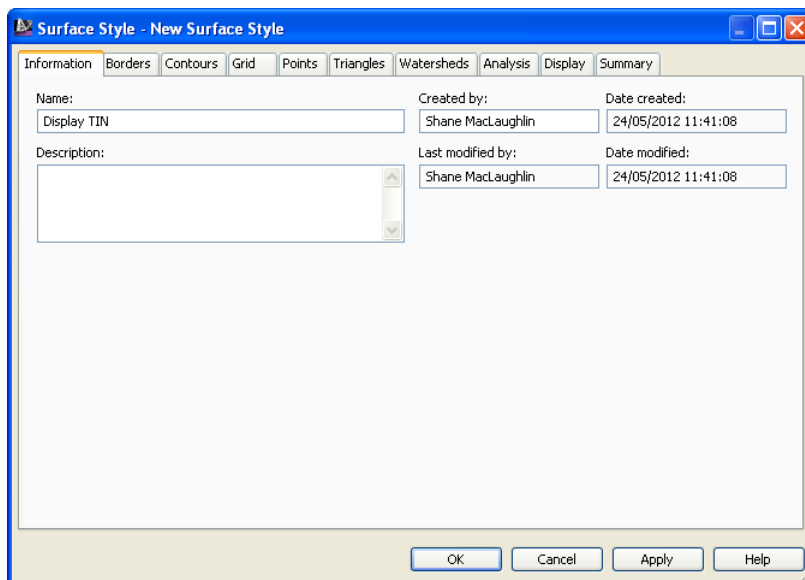 Surface Style - New Surface Style
Information Borders Contours Grid Points Triangles Watersheds Analysis Display Summary
Name: Created by: Date created:
Display TIN Shane MacLaughlin 24/05/2012 11:41:08
Description: Last modified by: Date modified:
Shane MacLaughlin 24/05/2012 11:41:08
OK Cancel Apply Help